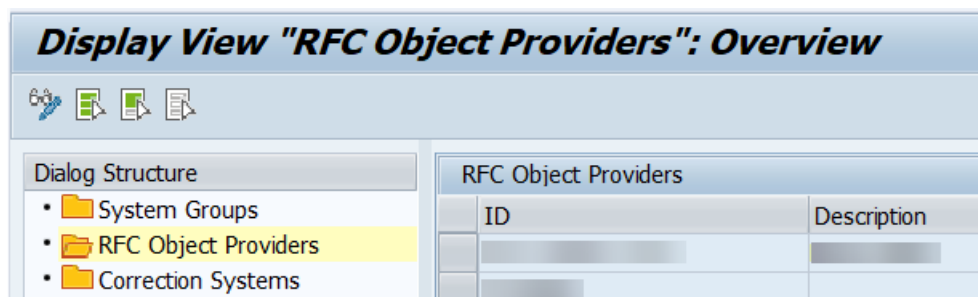 Display View "RFC Object Providers": Overview
Dialog Structure
System Groups
RFC Object Providers
Correction Systems
RFC Object Providers
ID
Description